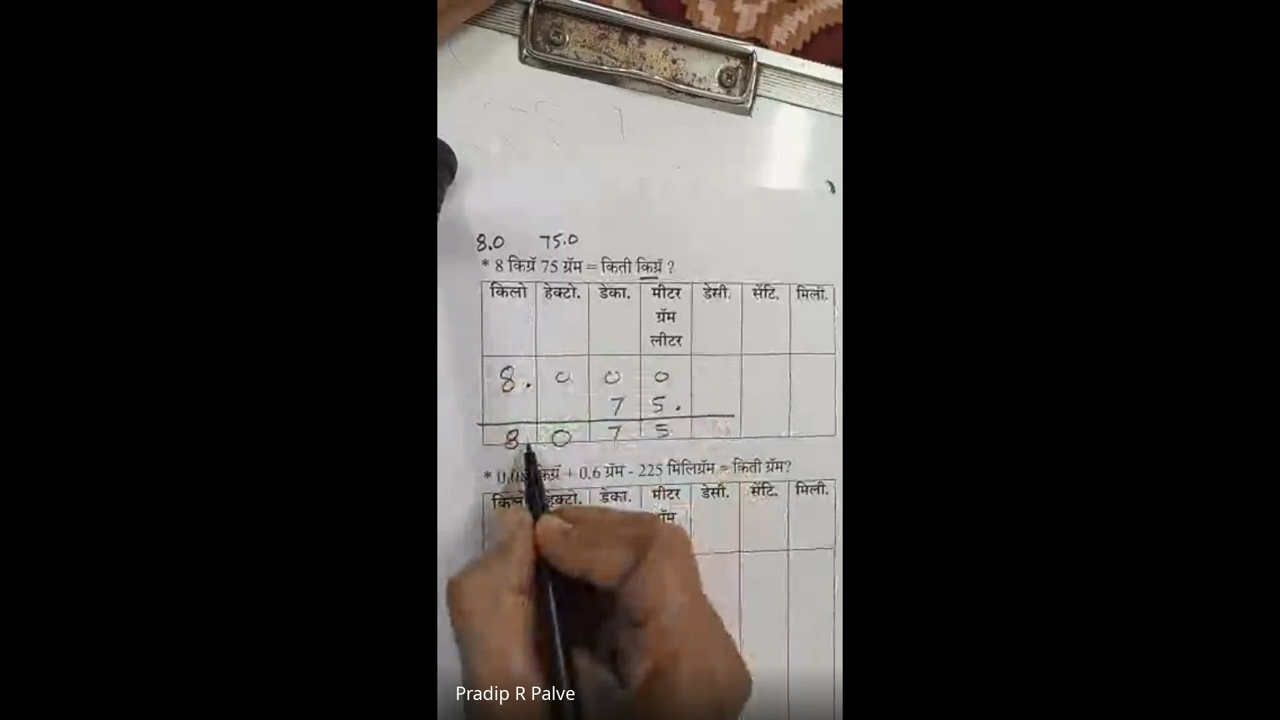 8.0 75.0
* 8 किग्रॅ 75 ग्रॅम = किती किग्रॅ ?
किलो हेक्टो. डेका. मीटर ग्रॅम लीटर डेसी. सेंटि. मिली.
8. 0 0 0
7 5.
8 0 7 5
* किग्रॅ + 0.6 ग्रॅम - 225 मिलिग्रॅम = किती ग्रॅम?
किलो हेक्टो. डेका. मीटर डेसी. सेंटि. मिली.
Pradip R Palve